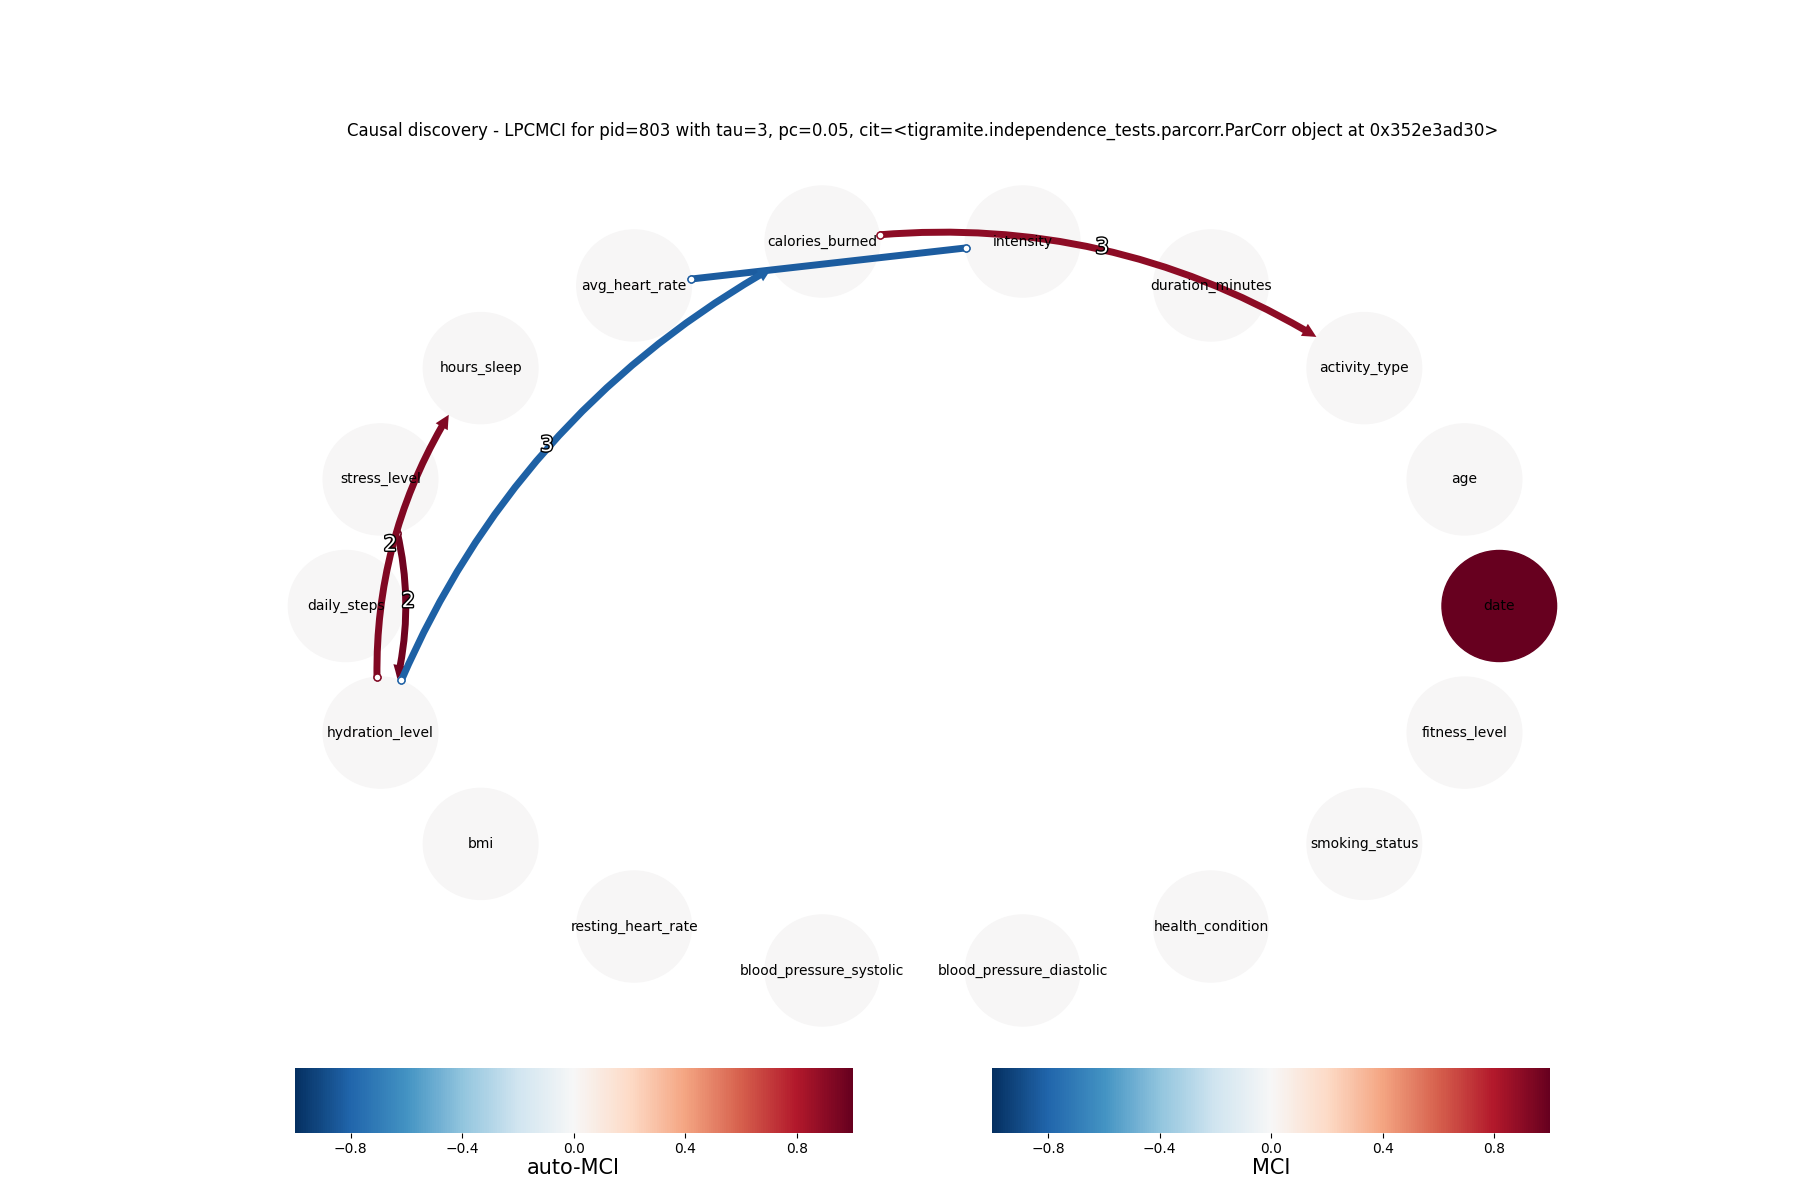 Causal discovery - LPCMCI for pid=803 with tau=3, pc=0.05, cit=<tigramite.independence_tests.parcorr.ParCorr object at 0x352e3ad30>
calories_burned
intensity
3
avg_heart_rate
duration_minutes
hours_sleep
activity_type
3
stress_level
age
2
2
daily_steps
date
hydration_level
fitness_level
bmi
smoking_status
resting_heart_rate
health_condition
blood_pressure_systolic
blood_pressure_diastolic
−0.8 −0.4 0.0 0.4 0.8
auto-MCI
−0.8 −0.4 0.0 0.4 0.8
MCI